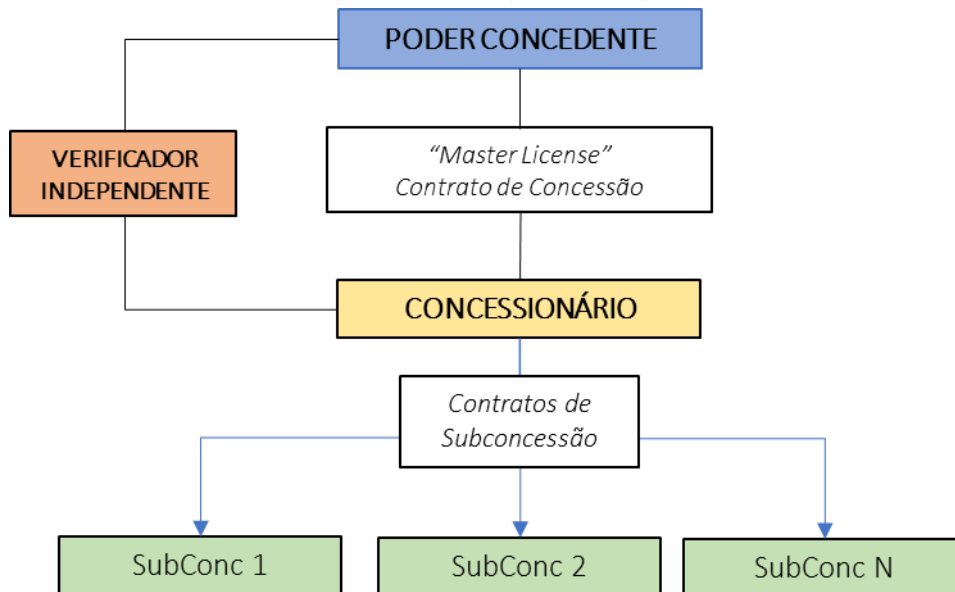 PODER CONCEDENTE
VERIFICADOR
INDEPENDENTE
“Master License”
Contrato de Concessão
CONCESSIONÁRIO
Contratos de
Subconcessão
SubConc 1
SubConc 2
SubConc N